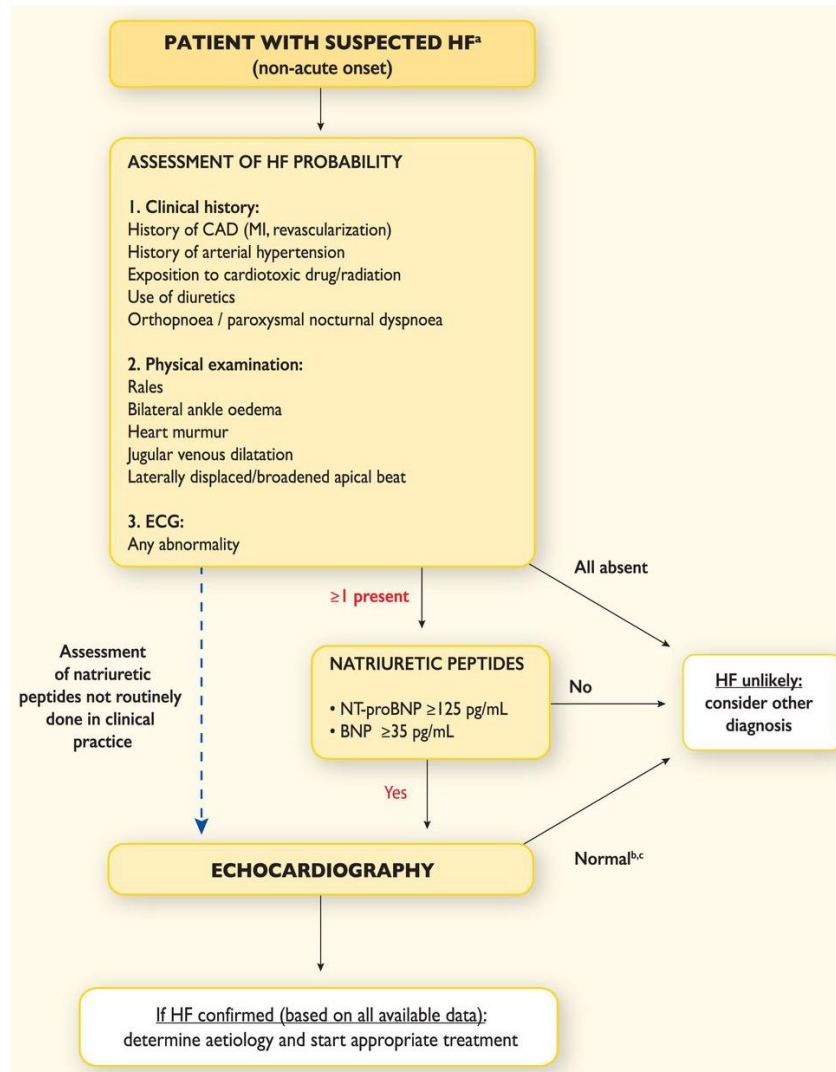 PATIENT WITH SUSPECTED HFᵃ
(non-acute onset)
ASSESSMENT OF HF PROBABILITY
1. Clinical history:
History of CAD (MI, revascularization)
History of arterial hypertension
Exposition to cardiotoxic drug/radiation
Use of diuretics
Orthopnoea / paroxysmal nocturnal dyspnoea
2. Physical examination:
Rales
Bilateral ankle oedema
Heart murmur
Jugular venous dilatation
Laterally displaced/broadened apical beat
3. ECG:
Any abnormality
≥1 present
All absent
Assessment
of natriuretic
peptides not routinely
done in clinical
practice
NATRIURETIC PEPTIDES
• NT-proBNP ≥125 pg/mL
• BNP ≥35 pg/mL
No
HF unlikely:
consider other
diagnosis
Yes
ECHOCARDIOGRAPHY
Normalᵇ,ᶜ
If HF confirmed (based on all available data):
determine aetiology and start appropriate treatment